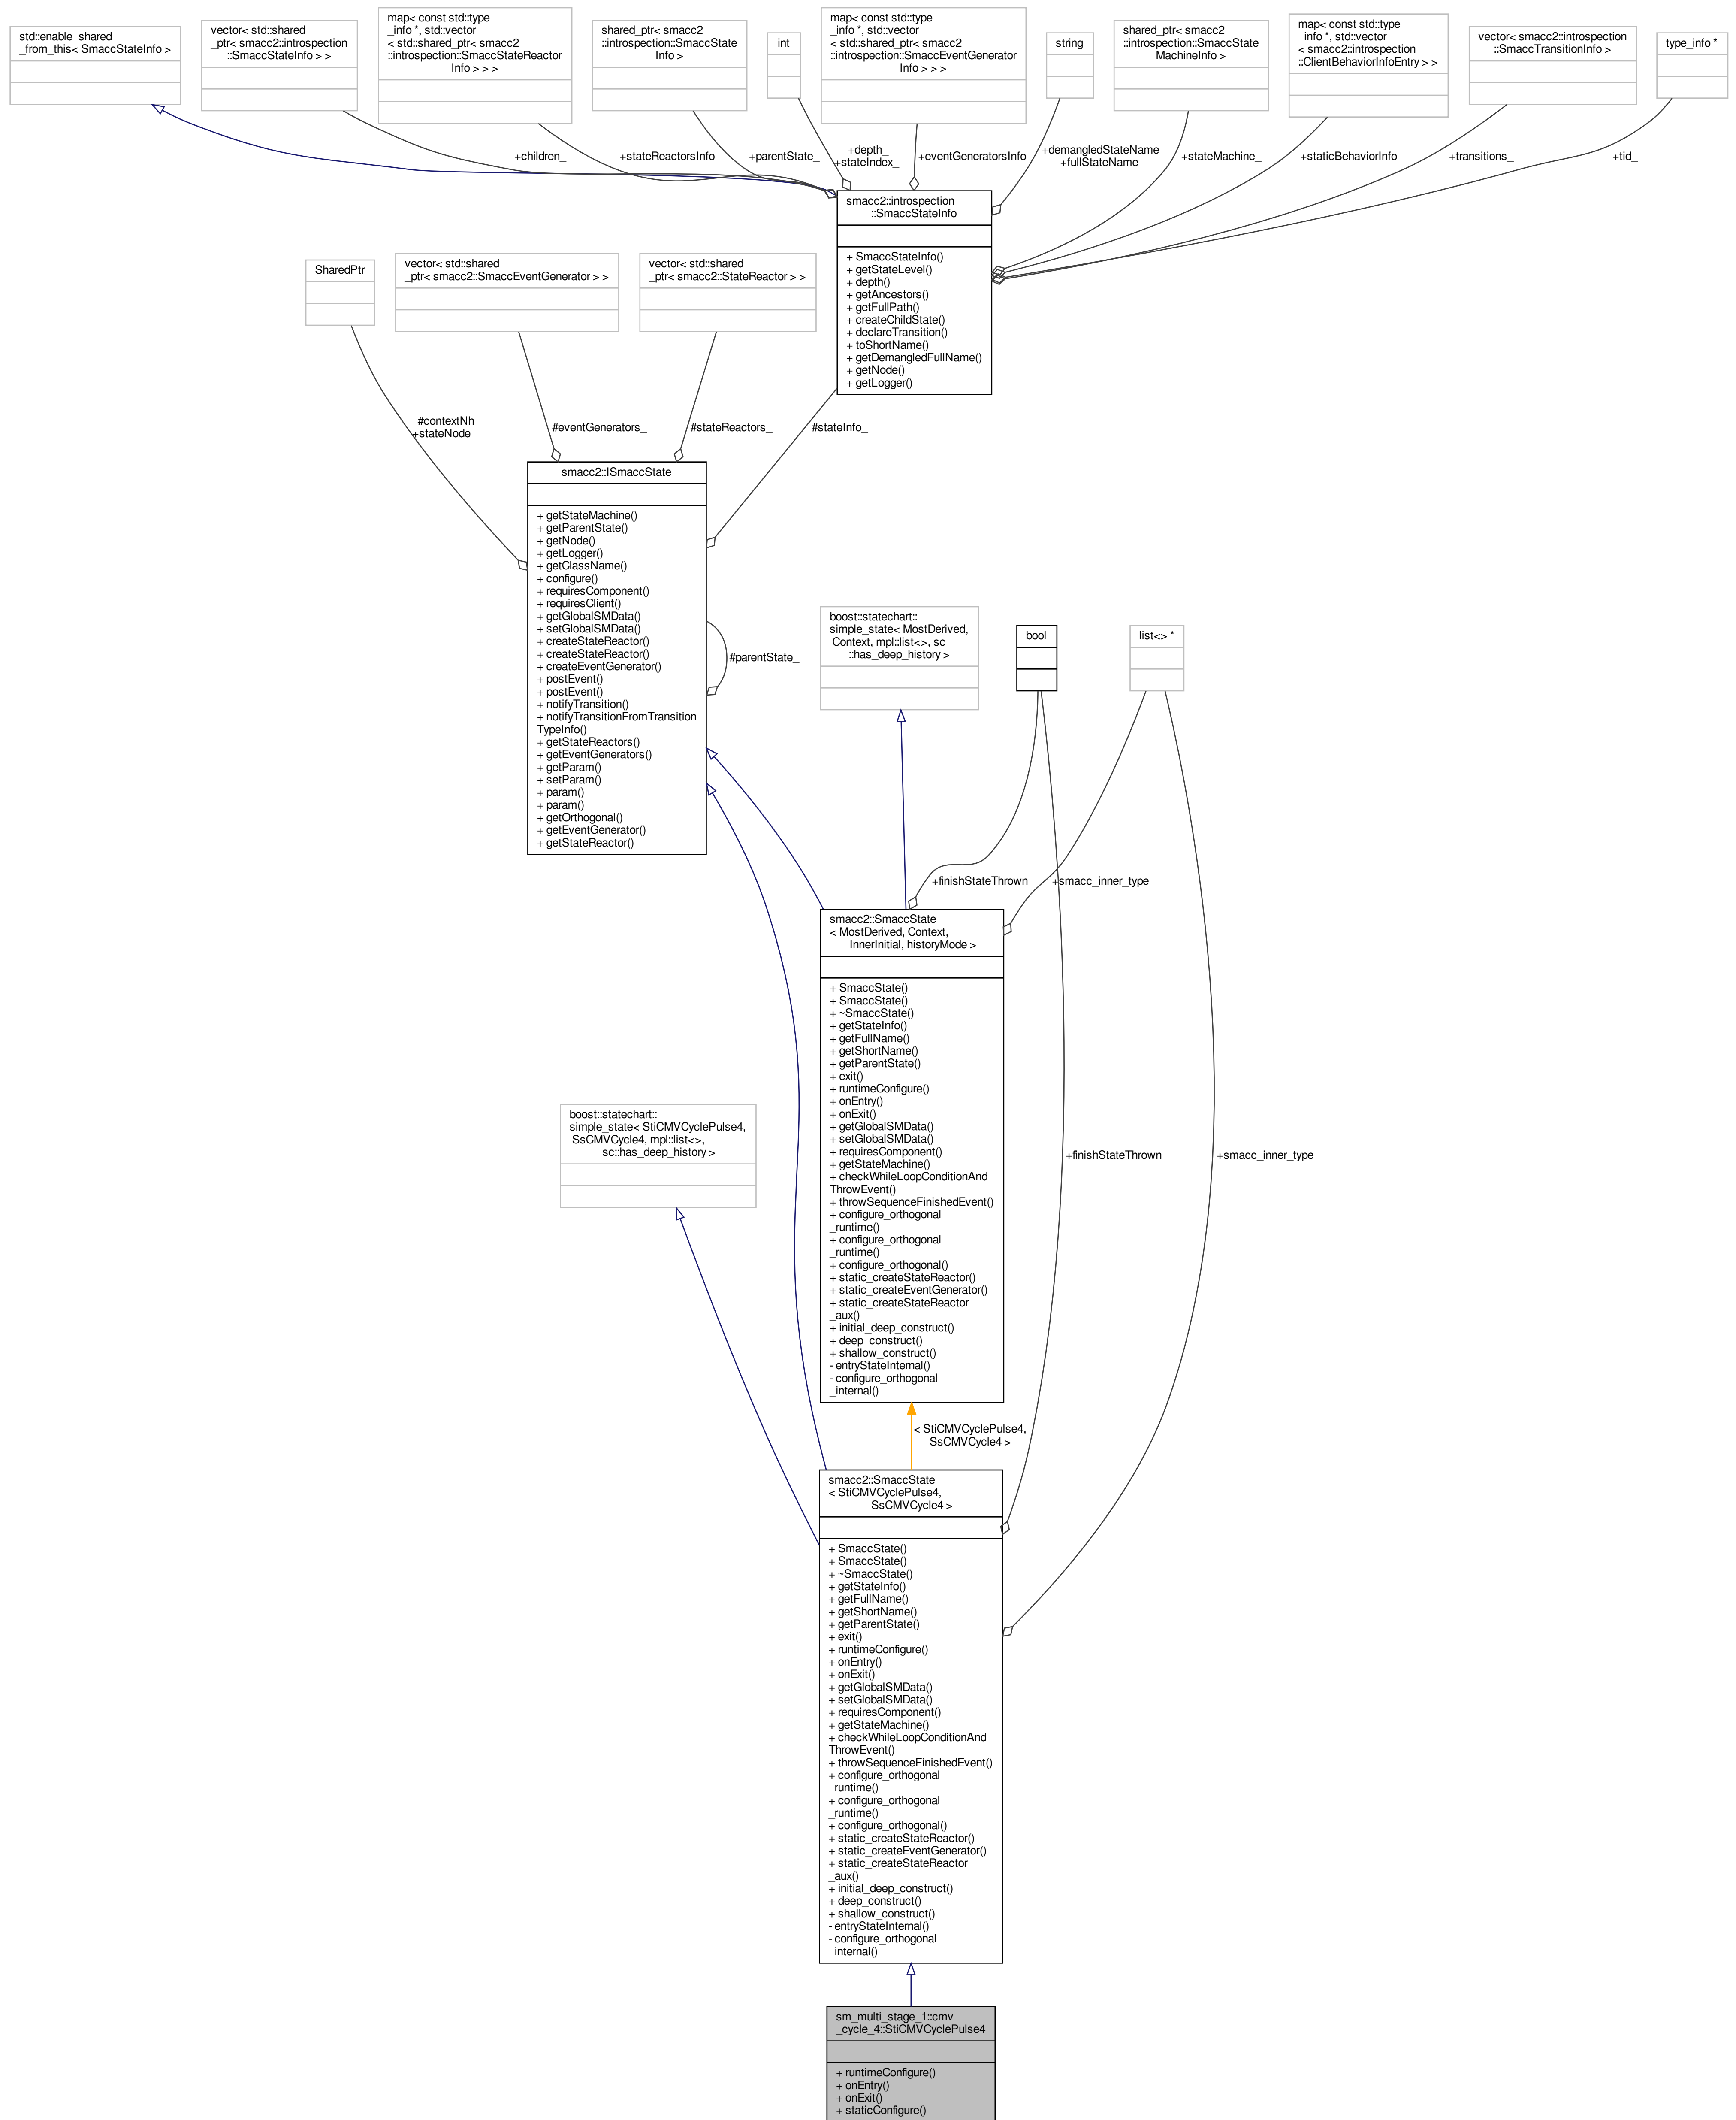 std::enable_shared
_from_this< SmaccStateInfo >
vector< std::shared
_ptr< smacc2::introspection
::SmaccStateInfo > >
map< const std::type
_info *, std::vector
< std::shared_ptr< smacc2
::introspection::SmaccStateReactor
Info > > >
shared_ptr< smacc2
::introspection::SmaccState
Info >
int
map< const std::type
_info *, std::vector
< std::shared_ptr< smacc2
::introspection::SmaccEventGenerator
Info > > >
string
shared_ptr< smacc2
::introspection::SmaccState
MachineInfo >
map< const std::type
_info *, std::vector
< smacc2::introspection
::ClientBehaviorInfoEntry > >
vector< smacc2::introspection
::SmaccTransitionInfo >
type_info *
+children_
+stateReactorsInfo
+parentState_
+depth_
+stateIndex_
+eventGeneratorsInfo
+demangledStateName
+fullStateName
+stateMachine_
+staticBehaviorInfo
+transitions_
+tid_
smacc2::introspection
::SmaccStateInfo
+ SmaccStateInfo()
+ getStateLevel()
+ depth()
+ getAncestors()
+ getFullPath()
+ createChildState()
+ declareTransition()
+ toShortName()
+ getDemangledFullName()
+ getNode()
+ getLogger()
SharedPtr
vector< std::shared
_ptr< smacc2::SmaccEventGenerator > >
vector< std::shared
_ptr< smacc2::StateReactor > >
#contextNh
+stateNode_
#eventGenerators_
#stateReactors_
#stateInfo_
smacc2::ISmaccState
+ getStateMachine()
+ getParentState()
+ getNode()
+ getLogger()
+ getClassName()
+ configure()
+ requiresComponent()
+ requiresClient()
+ getGlobalSMData()
+ setGlobalSMData()
+ createStateReactor()
+ createStateReactor()
+ createEventGenerator()
+ postEvent()
+ postEvent()
+ notifyTransition()
+ notifyTransitionFromTransition
TypeInfo()
+ getStateReactors()
+ getEventGenerators()
+ getParam()
+ setParam()
+ param()
+ param()
+ getOrthogonal()
+ getEventGenerator()
+ getStateReactor()
#parentState_
boost::statechart::
simple_state< MostDerived,
Context, mpl::list<>, sc
::has_deep_history >
bool
list<> *
+finishStateThrown
+smacc_inner_type
smacc2::SmaccState
< MostDerived, Context,
InnerInitial, historyMode >
+ SmaccState()
+ SmaccState()
+ ~SmaccState()
+ getStateInfo()
+ getFullName()
+ getShortName()
+ getParentState()
+ exit()
+ runtimeConfigure()
+ onEntry()
+ onExit()
+ getGlobalSMData()
+ setGlobalSMData()
+ requiresComponent()
+ getStateMachine()
+ checkWhileLoopConditionAnd
ThrowEvent()
+ throwSequenceFinishedEvent()
+ configure_orthogonal
_runtime()
+ configure_orthogonal
_runtime()
+ configure_orthogonal()
+ static_createStateReactor()
+ static_createEventGenerator()
+ static_createStateReactor
_aux()
+ initial_deep_construct()
+ deep_construct()
+ shallow_construct()
- entryStateInternal()
- configure_orthogonal
_internal()
boost::statechart::
simple_state< StiCMVCyclePulse4,
SsCMVCycle4, mpl::list<>,
sc::has_deep_history >
+finishStateThrown
+smacc_inner_type
< StiCMVCyclePulse4,
SsCMVCycle4 >
smacc2::SmaccState
< StiCMVCyclePulse4,
SsCMVCycle4 >
+ SmaccState()
+ SmaccState()
+ ~SmaccState()
+ getStateInfo()
+ getFullName()
+ getShortName()
+ getParentState()
+ exit()
+ runtimeConfigure()
+ onEntry()
+ onExit()
+ getGlobalSMData()
+ setGlobalSMData()
+ requiresComponent()
+ getStateMachine()
+ checkWhileLoopConditionAnd
ThrowEvent()
+ throwSequenceFinishedEvent()
+ configure_orthogonal
_runtime()
+ configure_orthogonal
_runtime()
+ configure_orthogonal()
+ static_createStateReactor()
+ static_createEventGenerator()
+ static_createStateReactor
_aux()
+ initial_deep_construct()
+ deep_construct()
+ shallow_construct()
- entryStateInternal()
- configure_orthogonal
_internal()
sm_multi_stage_1::cmv
_cycle_4::StiCMVCyclePulse4
+ runtimeConfigure()
+ onEntry()
+ onExit()
+ staticConfigure()